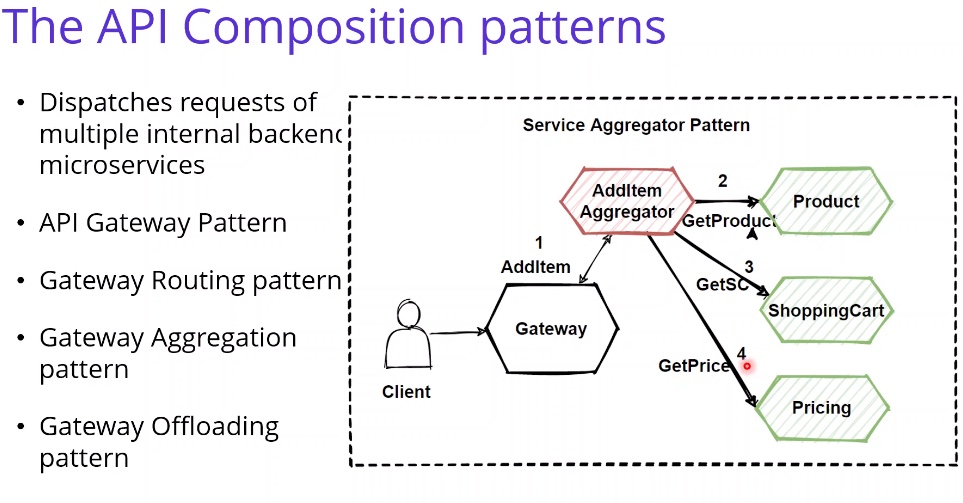 The API Composition patterns
• Dispatches requests of
multiple internal backend
microservices
• API Gateway Pattern
• Gateway Routing pattern
• Gateway Aggregation
pattern
• Gateway Offloading
pattern
Service Aggregator Pattern
AddItem
Aggregator
2
GetProduct
Product
1
AddItem
3
GetSC
ShoppingCart
Gateway
4
GetPrice
Client
Pricing